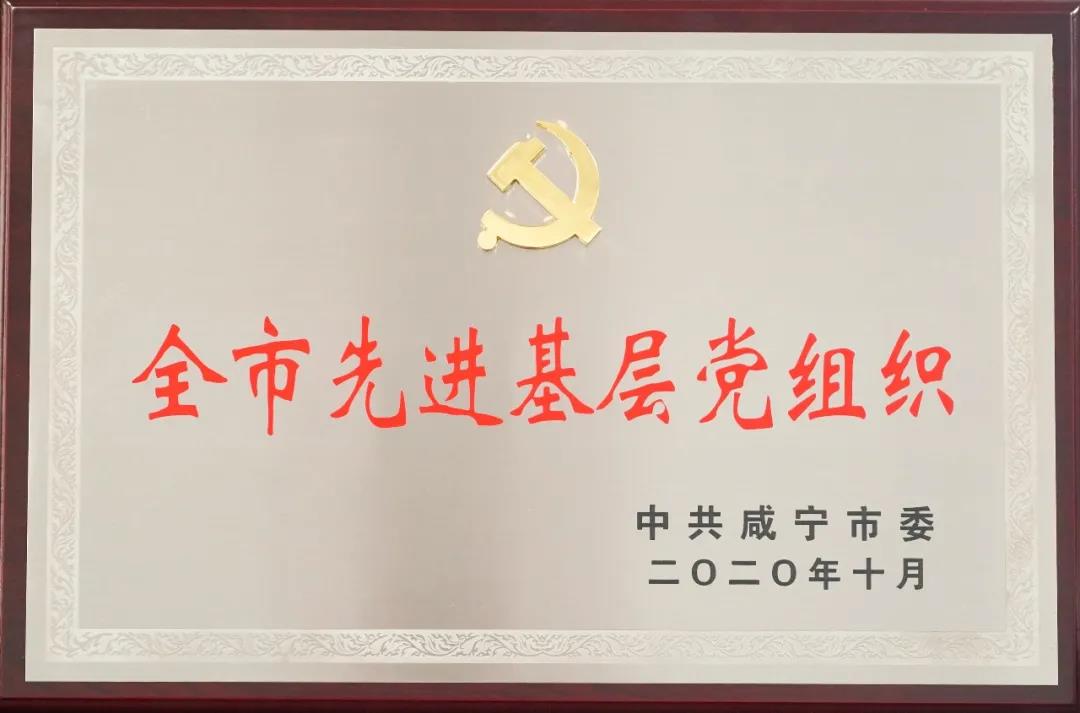 全市先进基层党组织
中共咸宁市委
二〇二〇年十月